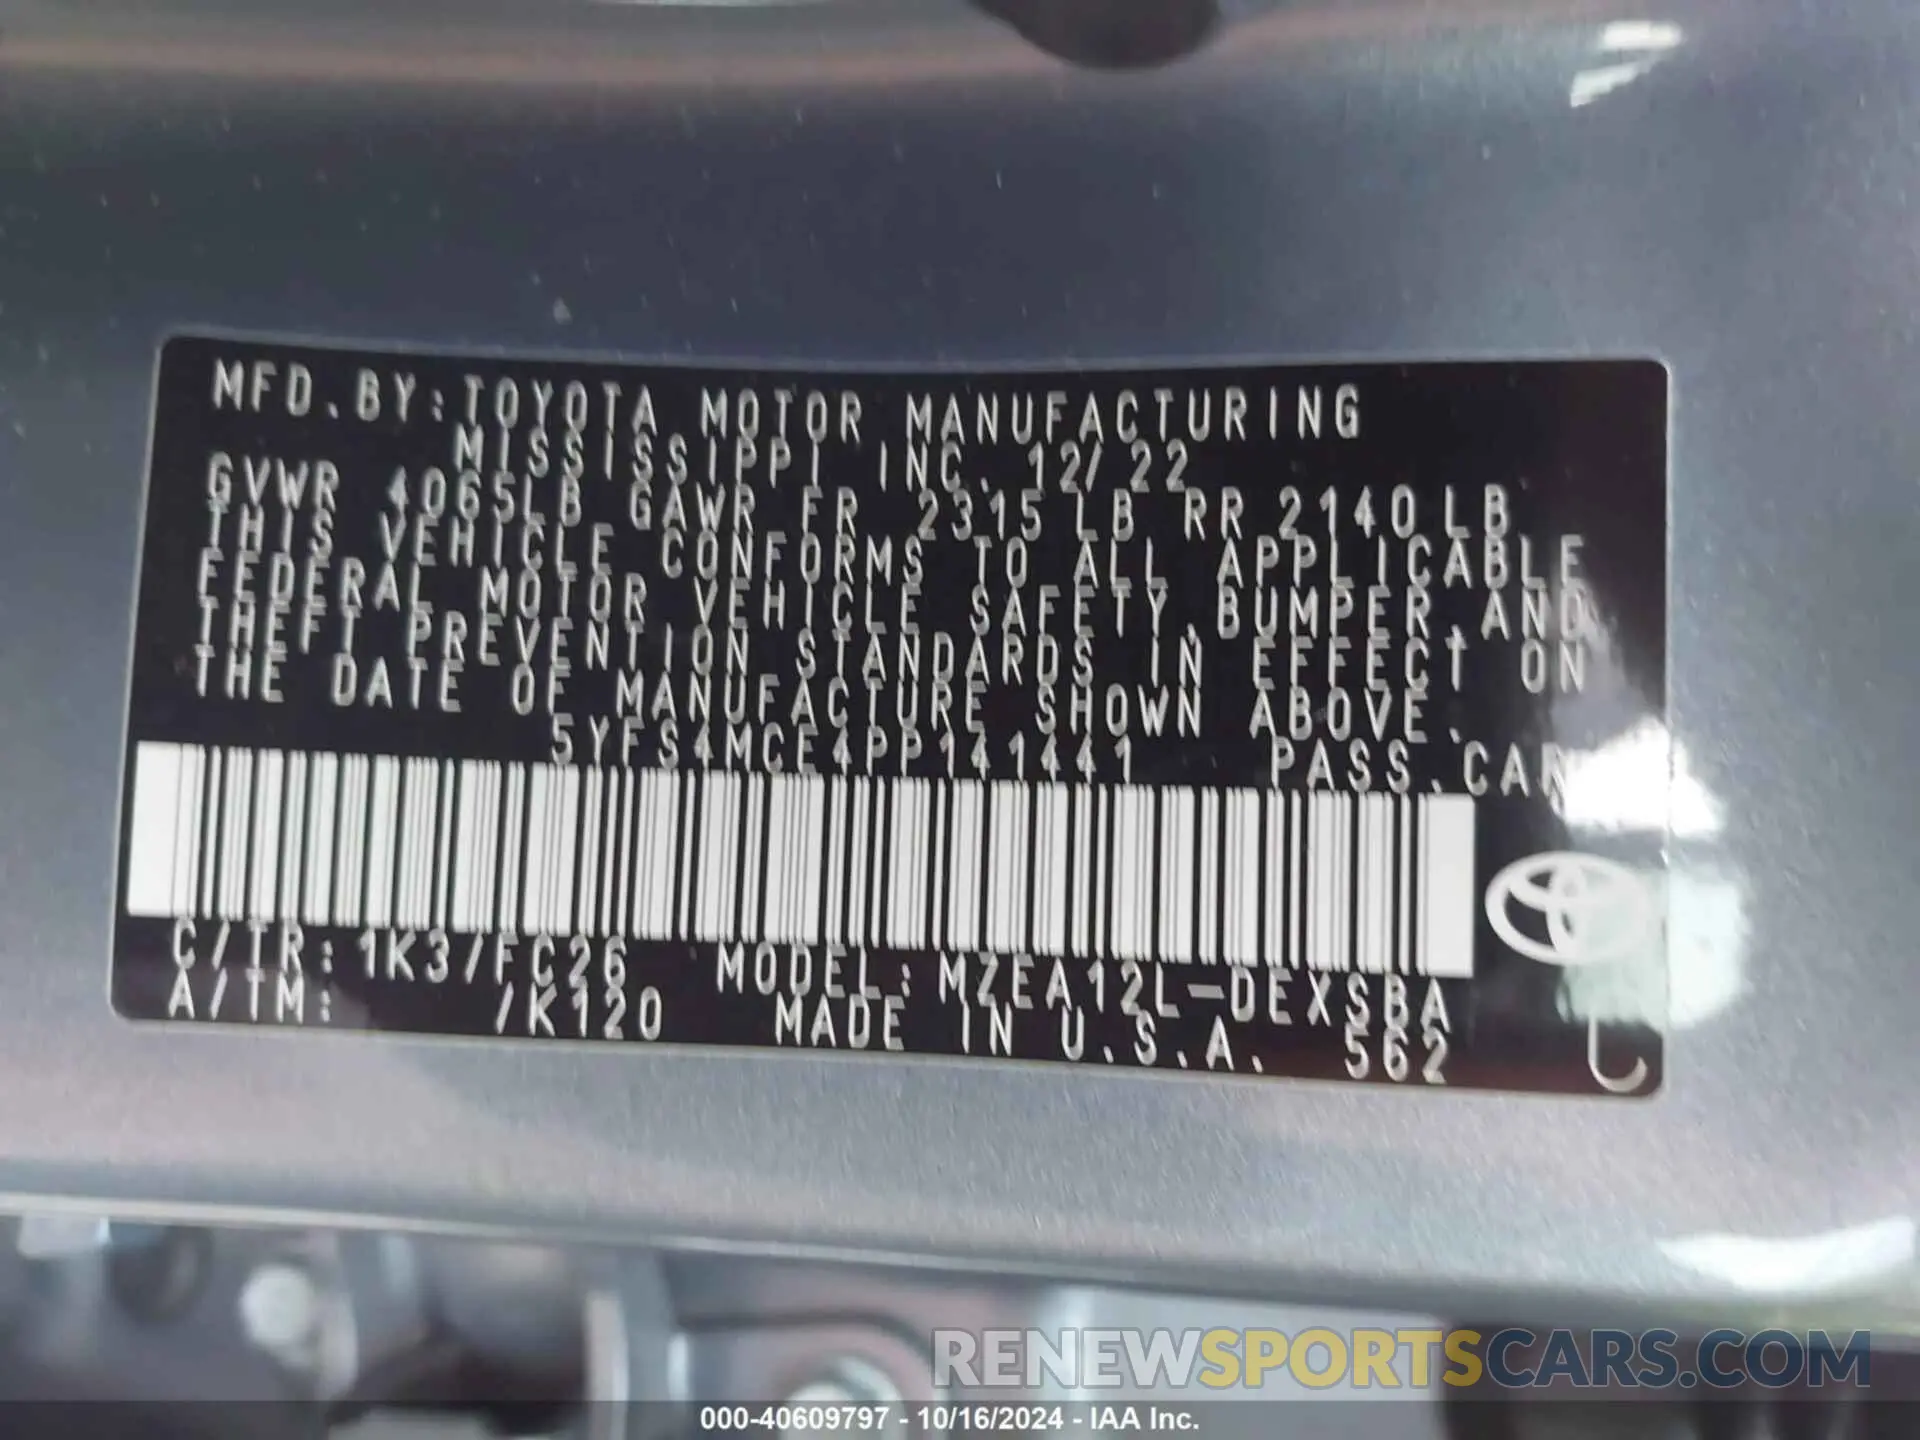 MFD.BY:TOYOTA MOTOR MANUFACTURING
MISSISSIPPI INC. 12/22
GVWR 4065LB GAWR FR 2315LB RR 2140LB
THIS VEHICLE CONFORMS TO ALL APPLICABLE
FEDERAL MOTOR VEHICLE SAFETY,BUMPER,AND
THEFT PREVENTION STANDARDS IN EFFECT ON
THE DATE OF MANUFACTURE SHOWN ABOVE.
5YFS4MCE4PP141441 PASS.CAR
C/TR:1K3/FC26 MODEL:MZEA12L-DEXSBA
A/TM: /K120 MADE IN U.S.A. 562
RENEWSPORTSCARS.COM
000-40609797 - 10/16/2024 - IAA Inc.